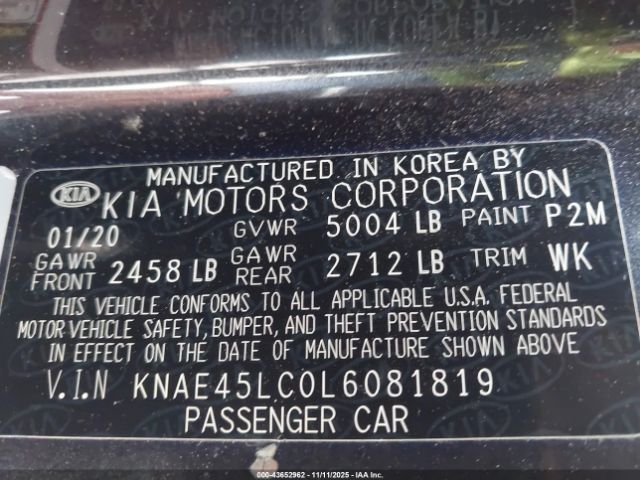 MANUFACTURED IN KOREA BY
KIA KIA MOTORS CORPORATION
01/20 GVWR 5004 LB PAINT P2M
GAWR FRONT 2458 LB GAWR REAR 2712 LB TRIM WK
THIS VEHICLE CONFORMS TO ALL APPLICABLE U.S.A. FEDERAL
MOTOR VEHICLE SAFETY, BUMPER, AND THEFT PREVENTION STANDARDS
IN EFFECT ON THE DATE OF MANUFACTURE SHOWN ABOVE
V.I.N KNAE45LC0L6081819
PASSENGER CAR
000-43652962 - 11/11/2025 - IAA Inc.